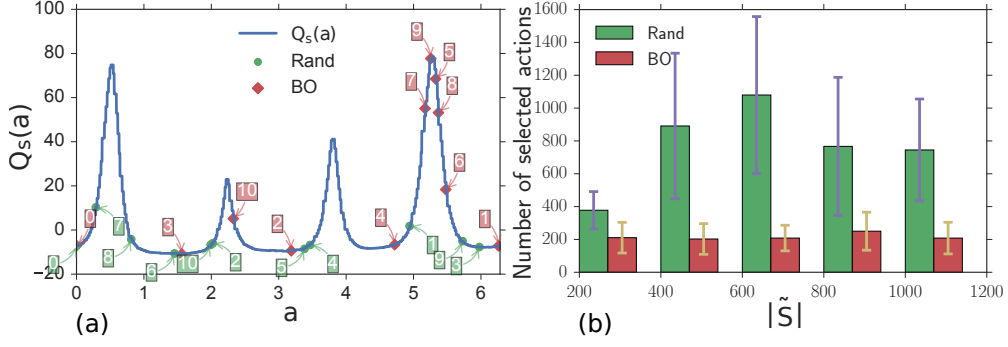 100
80
60
40
20
0
−20
Qs(a)
Qs(a)
Rand
BO
9
5
7
8
6
10
0
3
2
4
1
7
8
6
10
2
5
4
1
9
3
0
0 1 2 3 4 5 6
a
(a)
1600
1400
1200
1000
800
600
400
200
0
Number of selected actions
Rand
BO
200 400 600 800 1000 1200
|S̃|
(b)